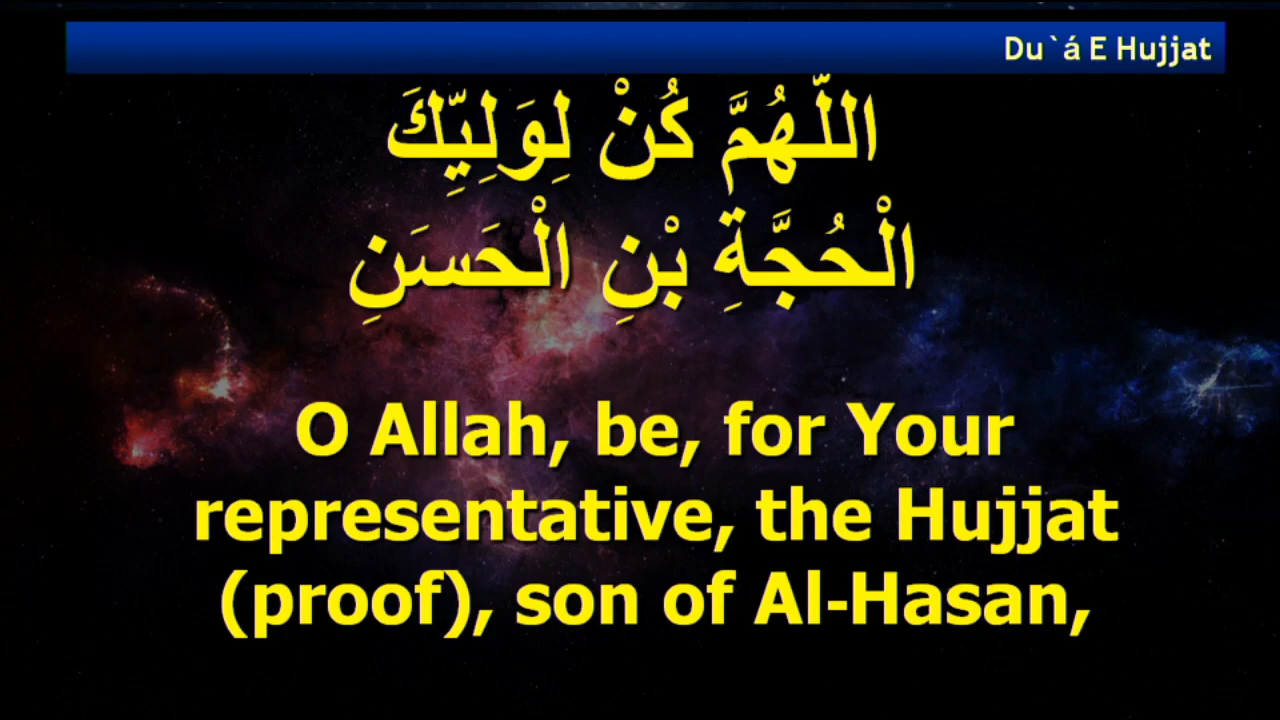 Du`á E Hujjat
اللَّهُمَّ كُنْ لِوَلِيِّكَ
الْحُجَّةِ بْنِ الْحَسَنِ
O Allah, be, for Your
representative, the Hujjat
(proof), son of Al-Hasan,